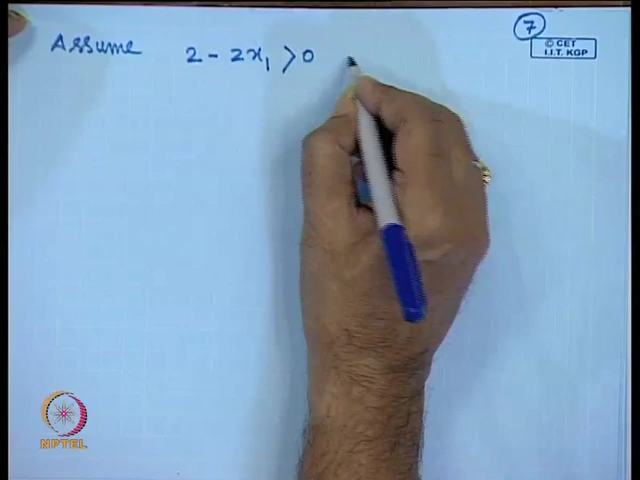 Assume 2 - 2x₁ > 0
7
© CET
I.I.T. KGP
NPTEL